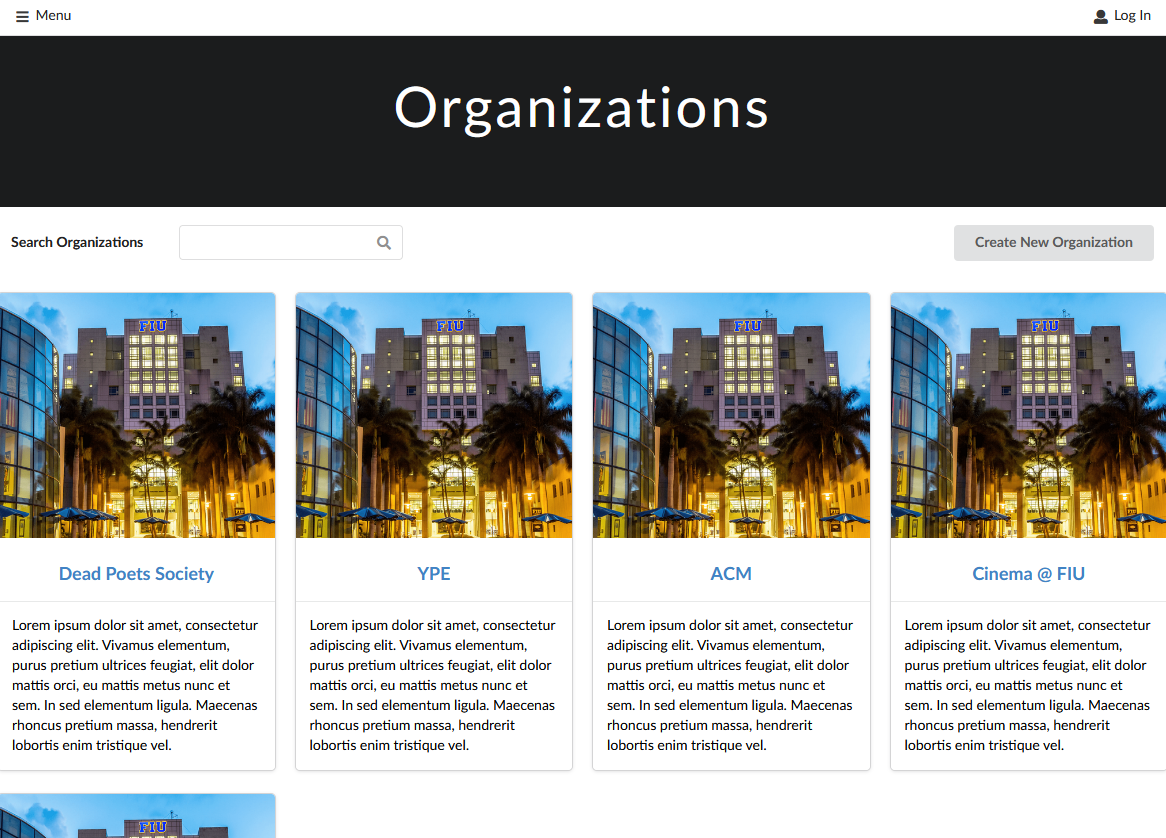 Menu
Log In
Organizations
Search Organizations
Create New Organization
FIU
FIU
FIU
FIU
Dead Poets Society
YPE
ACM
Cinema @ FIU
Lorem ipsum dolor sit amet, consectetur
adipiscing elit. Vivamus elementum,
purus pretium ultrices feugiat, elit dolor
mattis orci, eu mattis metus nunc et
sem. In sed elementum ligula. Maecenas
rhoncus pretium massa, hendrerit
lobortis enim tristique vel.
Lorem ipsum dolor sit amet, consectetur
adipiscing elit. Vivamus elementum,
purus pretium ultrices feugiat, elit dolor
mattis orci, eu mattis metus nunc et
sem. In sed elementum ligula. Maecenas
rhoncus pretium massa, hendrerit
lobortis enim tristique vel.
Lorem ipsum dolor sit amet, consectetur
adipiscing elit. Vivamus elementum,
purus pretium ultrices feugiat, elit dolor
mattis orci, eu mattis metus nunc et
sem. In sed elementum ligula. Maecenas
rhoncus pretium massa, hendrerit
lobortis enim tristique vel.
Lorem ipsum dolor sit amet, consectetur
adipiscing elit. Vivamus elementum,
purus pretium ultrices feugiat, elit dolor
mattis orci, eu mattis metus nunc et
sem. In sed elementum ligula. Maecenas
rhoncus pretium massa, hendrerit
lobortis enim tristique vel.
FIU